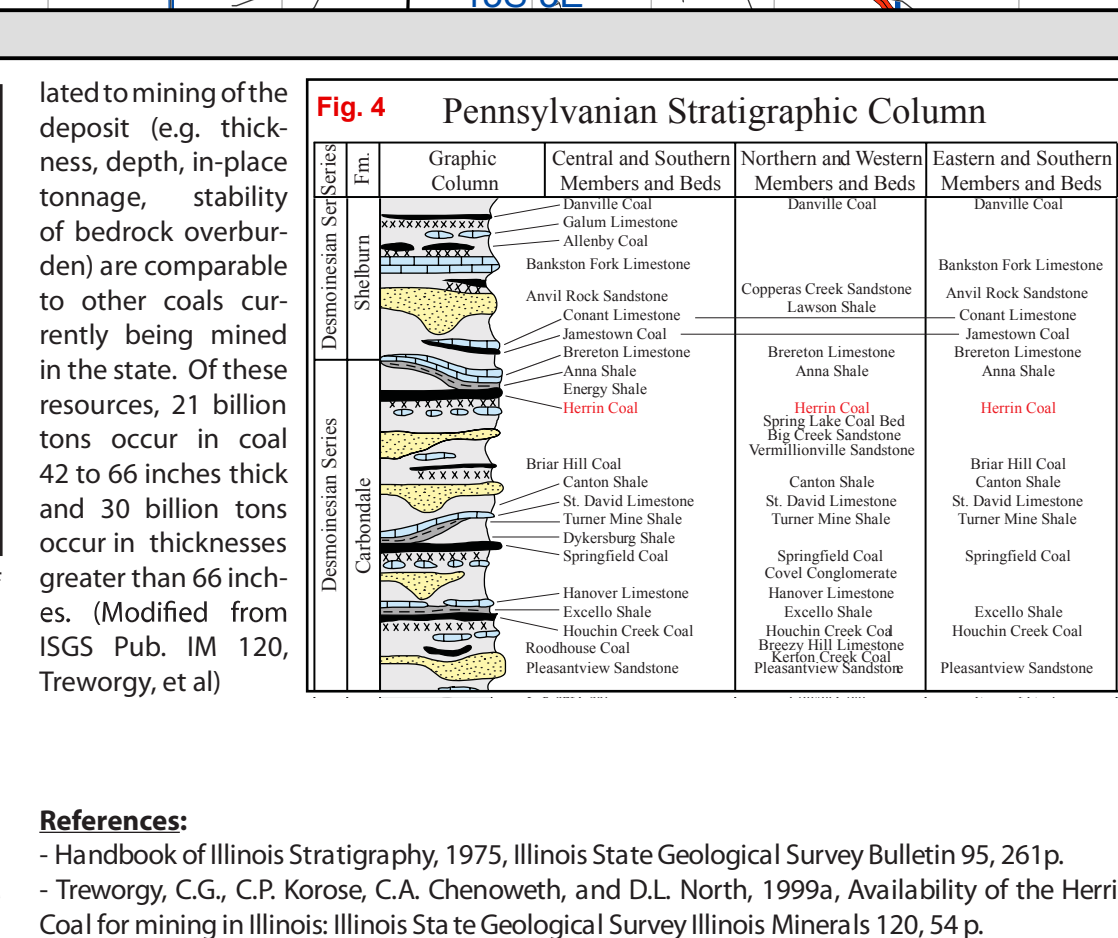 lated to mining of the
deposit (e.g. thick-
ness, depth, in-place
tonnage, stability
of bedrock overbur-
den) are comparable
to other coals cur-
rently being mined
in the state. Of these
resources, 21 billion
tons occur in coal
42 to 66 inches thick
and 30 billion tons
occur in thicknesses
greater than 66 inch-
es. (Modified from
ISGS Pub. IM 120,
Treworgy, et al)
Fig. 4
Pennsylvanian Stratigraphic Column
Series
Fm.
Graphic
Column
Central and Southern
Members and Beds
Northern and Western
Members and Beds
Eastern and Southern
Members and Beds
Desmoinesian Series
Shelburn
Desmoinesian Series
Carbondale
Danville Coal
Galum Limestone
Allenby Coal
Bankston Fork Limestone
Anvil Rock Sandstone
Conant Limestone
Jamestown Coal
Brereton Limestone
Anna Shale
Energy Shale
Herrin Coal
Briar Hill Coal
Canton Shale
St. David Limestone
Turner Mine Shale
Dykersburg Shale
Springfield Coal
Hanover Limestone
Excello Shale
Houchin Creek Coal
Roodhouse Coal
Pleasantview Sandstone
Danville Coal
Copperas Creek Sandstone
Lawson Shale
Brereton Limestone
Anna Shale
Herrin Coal
Spring Lake Coal Bed
Big Creek Sandstone
Vermillionville Sandstone
Canton Shale
St. David Limestone
Turner Mine Shale
Springfield Coal
Covel Conglomerate
Hanover Limestone
Excello Shale
Houchin Creek Coal
Breezy Hill Limestone
Kerton Creek Coal
Pleasantview Sandstone
Danville Coal
Bankston Fork Limestone
Anvil Rock Sandstone
Conant Limestone
Jamestown Coal
Brereton Limestone
Anna Shale
Herrin Coal
Briar Hill Coal
Canton Shale
St. David Limestone
Turner Mine Shale
Springfield Coal
Excello Shale
Houchin Creek Coal
Pleasantview Sandstone
References:
- Handbook of Illinois Stratigraphy, 1975, Illinois State Geological Survey Bulletin 95, 261p.
- Treworgy, C.G., C.P. Korose, C.A. Chenoweth, and D.L. North, 1999a, Availability of the Herri
Coal for mining in Illinois: Illinois State Geological Survey Illinois Minerals 120, 54 p.